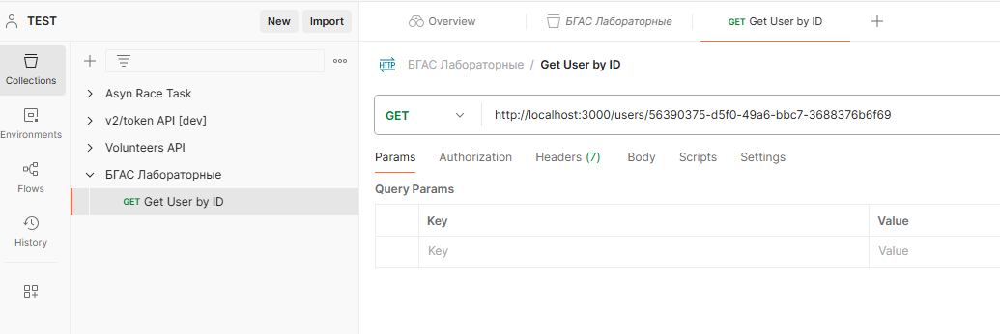 TEST New Import
Overview БГАС Лабораторные GET Get User by ID
Collections
Environments
Flows
History
Asyn Race Task
v2/token API [dev]
Volunteers API
БГАС Лабораторные
GET Get User by ID
HTTP БГАС Лабораторные / Get User by ID
GET http://localhost:3000/users/56390375-d5f0-49a6-bbc7-3688376b6f69
Params Authorization Headers (7) Body Scripts Settings
Query Params
Key Value
Key Value